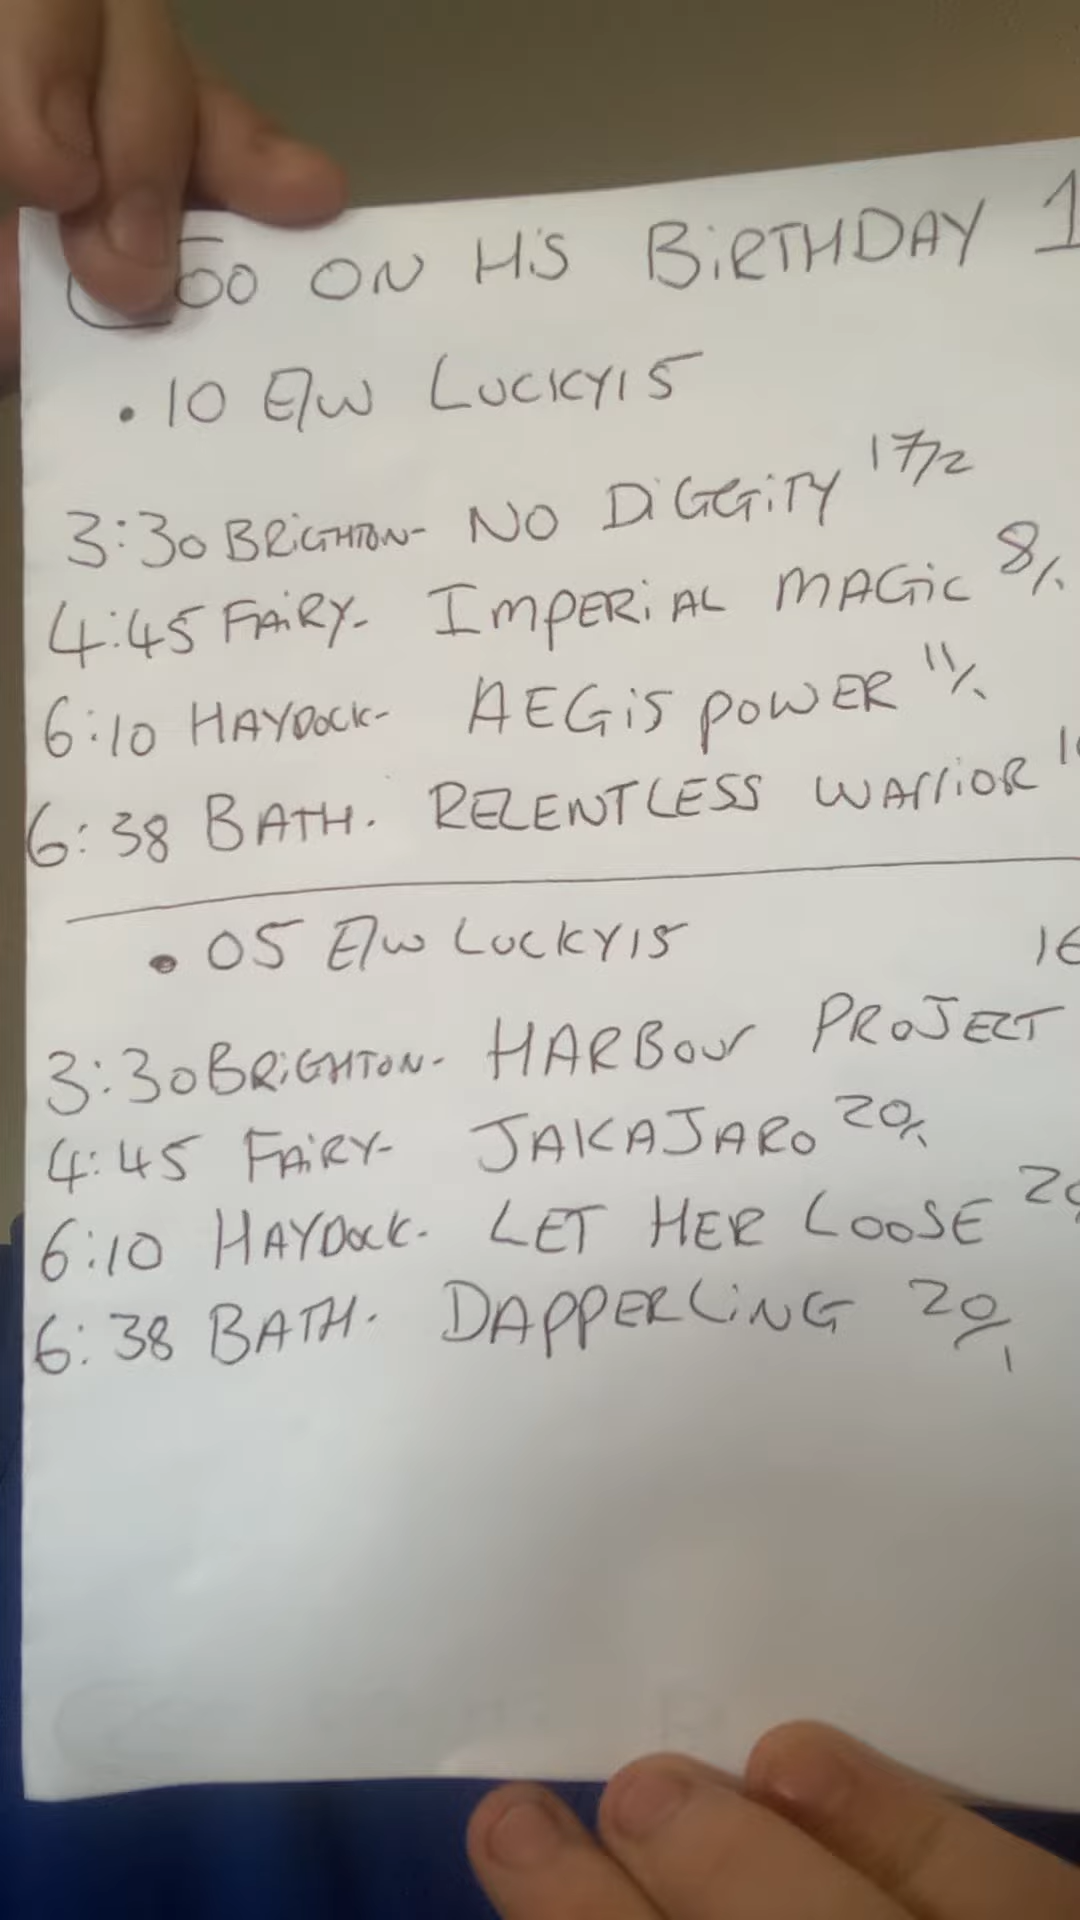 ON HIS BIRTHDAY
.10 E/W LUCKY15
3:30 BRIGHTON- NO DIGGITY 17/2
4:45 FAIRY- IMPERIAL MAGIC 8/1
6:10 HAYDOCK- AEGIS POWER 11/1
6:38 BATH. RELENTLESS WARRIOR
.05 E/W LUCKY15
3:30 BRIGHTON- HARBOUR PROJECT
4:45 FAIRY- JAKAJARO 20/1
6:10 HAYDOCK- LET HER LOOSE
6:38 BATH. DAPPERLING 20/1